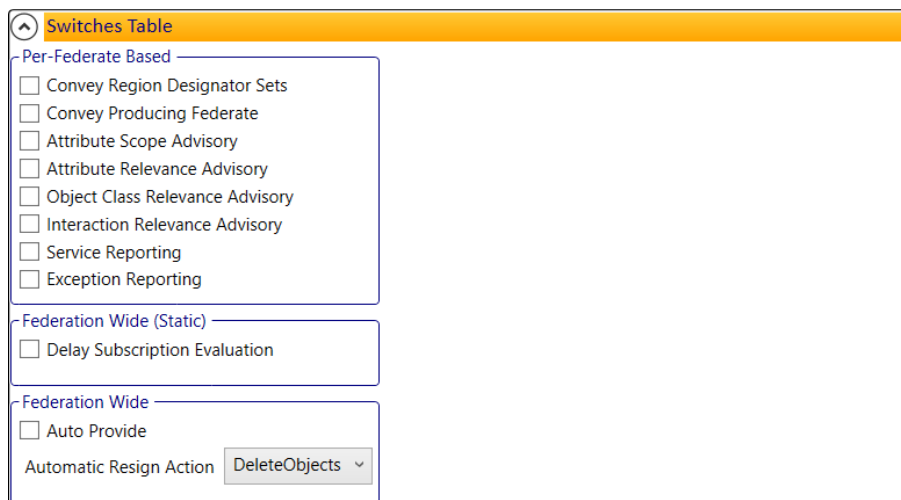 Switches Table
Per-Federate Based
Convey Region Designator Sets
Convey Producing Federate
Attribute Scope Advisory
Attribute Relevance Advisory
Object Class Relevance Advisory
Interaction Relevance Advisory
Service Reporting
Exception Reporting
Federation Wide (Static)
Delay Subscription Evaluation
Federation Wide
Auto Provide
Automatic Resign Action DeleteObjects